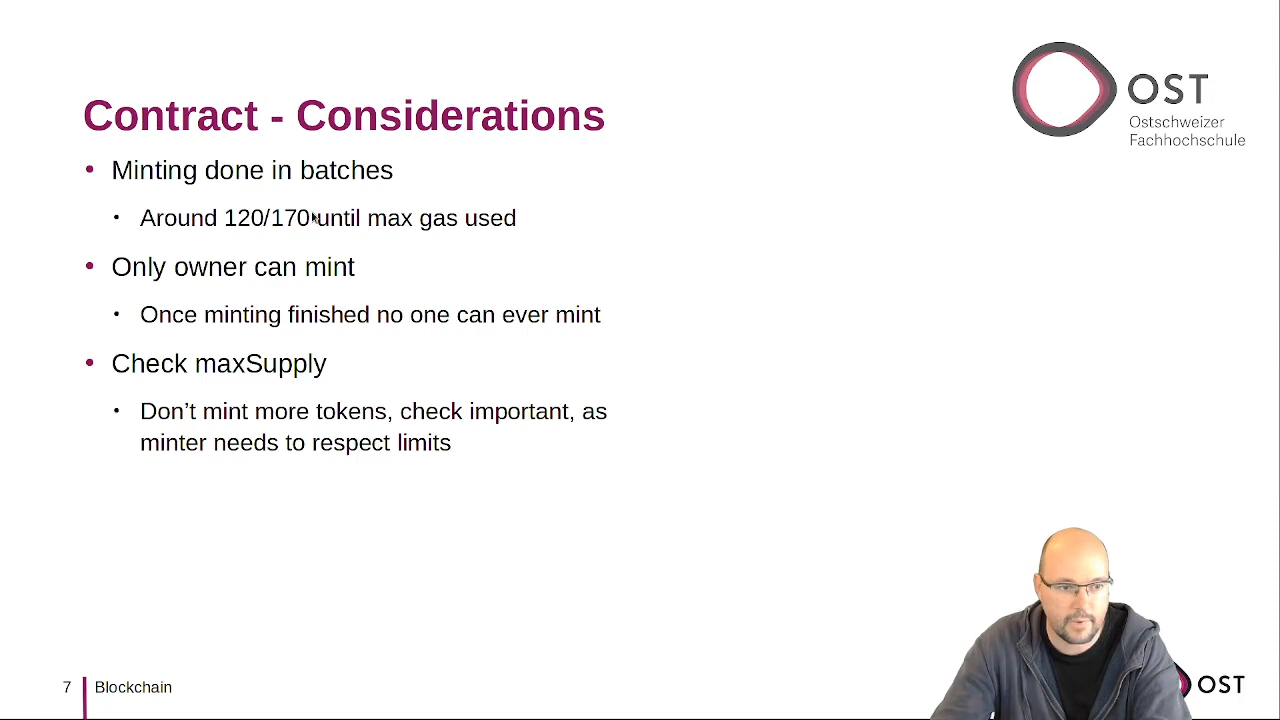 OST
Ostschweizer
Fachhochschule
Contract - Considerations
• Minting done in batches
• Around 120/170 until max gas used
• Only owner can mint
• Once minting finished no one can ever mint
• Check maxSupply
• Don’t mint more tokens, check important, as
minter needs to respect limits
7 Blockchain
OST